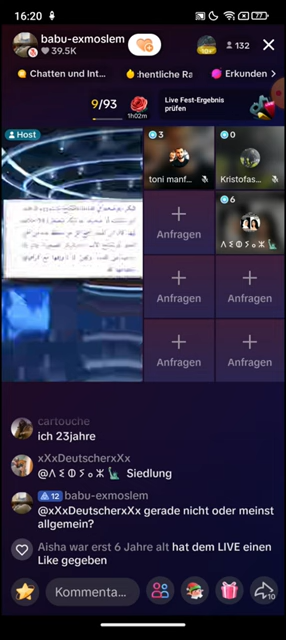 16:20
77
babu-exmoslem
39.5K
132
Chatten und Int...
:hentliche Ra
Erkunden >
9/93
1h02m
Live Fest-Ergebnis
prüfen
Host
3
toni manf...
0
Kristofas...
6
ⵠⵉⵀⵢⴰⵣ🗽
Anfragen
Anfragen
Anfragen
Anfragen
Anfragen
Anfragen
Anfragen
cartouche
ich 23jahre
xXxDeutscherxXx
Siedlung
12 babu-exmoslem
@xXxDeutscherxXx gerade nicht oder meinst
allgemein?
Aisha war erst 6 Jahre alt hat dem LIVE einen
Like gegeben
Kommenta...
10